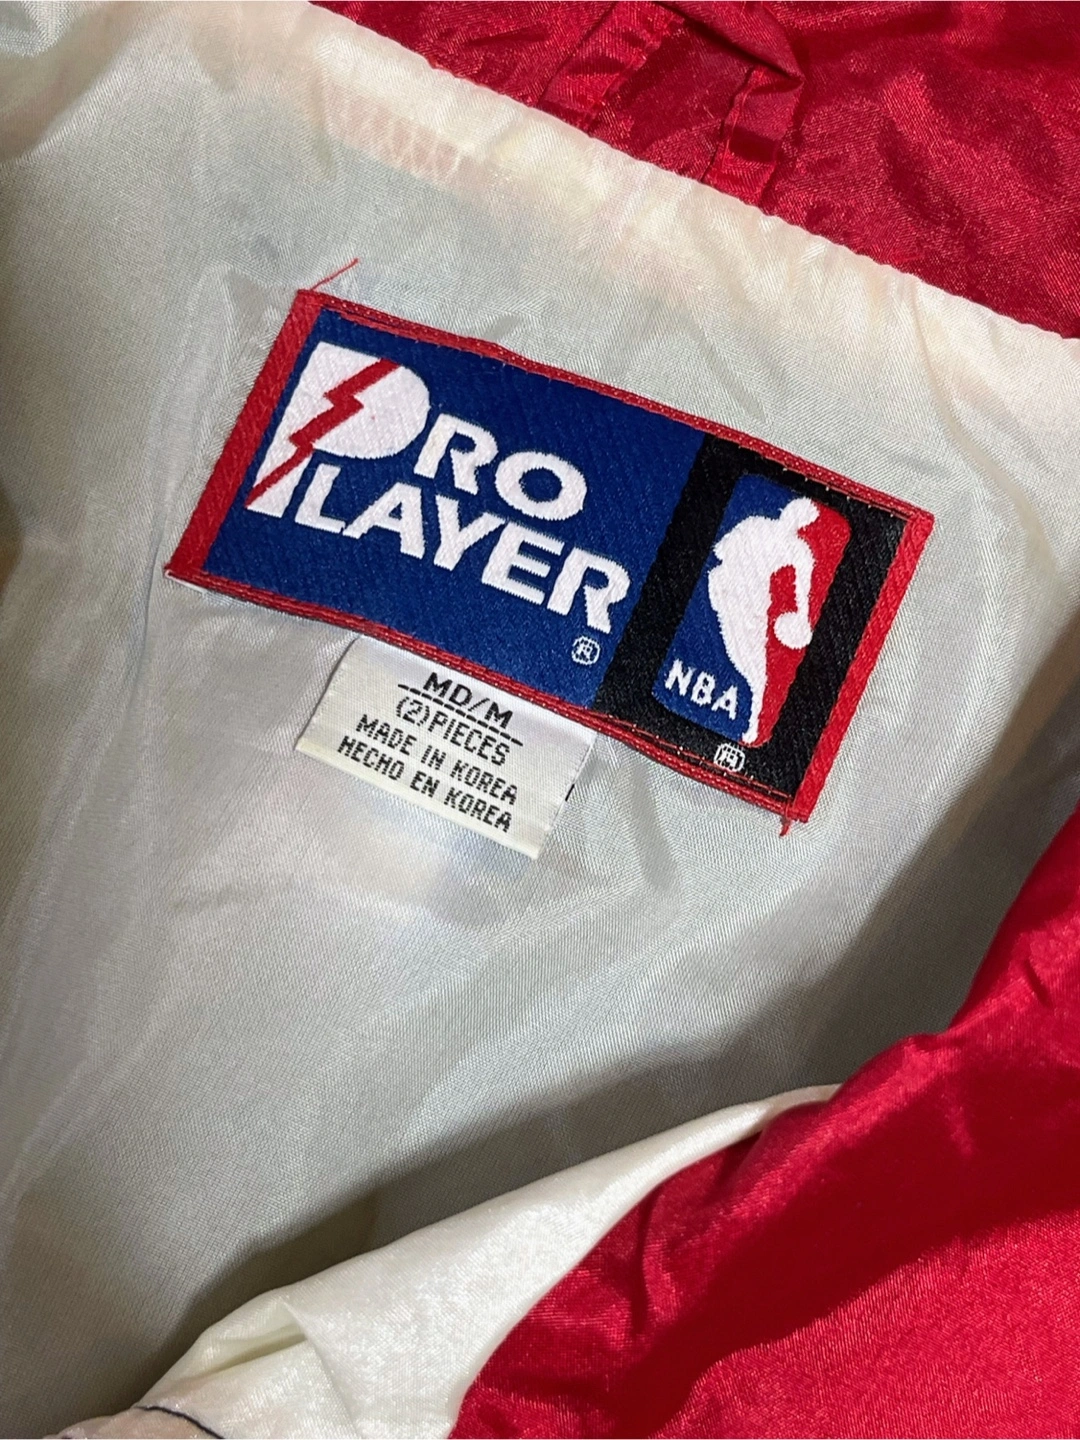 PRO
PLAYER
®
NBA
®
MD/M
(2)PIECES
MADE IN KOREA
HECHO EN KOREA